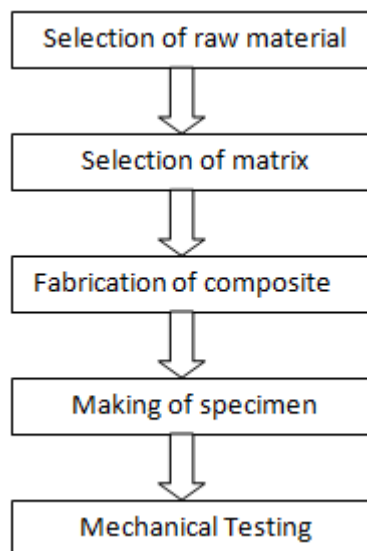 Selection of raw material
Selection of matrix
Fabrication of composite
Making of specimen
Mechanical Testing